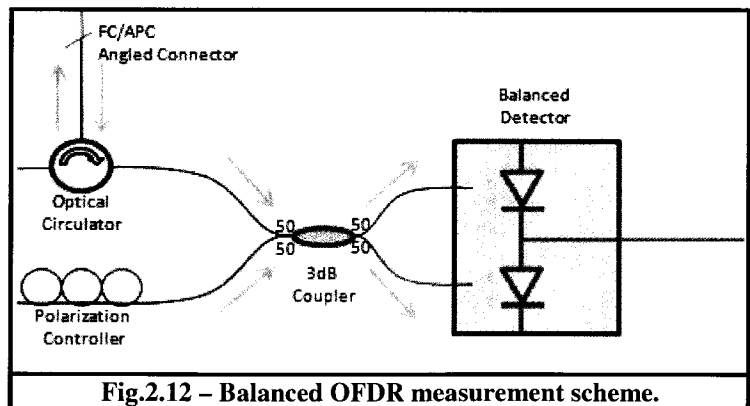 FC/APC
Angled Connector
Balanced
Detector
Optical
Circulator
50
50
50
50
3dB
Coupler
Polarization
Controller
Fig.2.12 – Balanced OFDR measurement scheme.